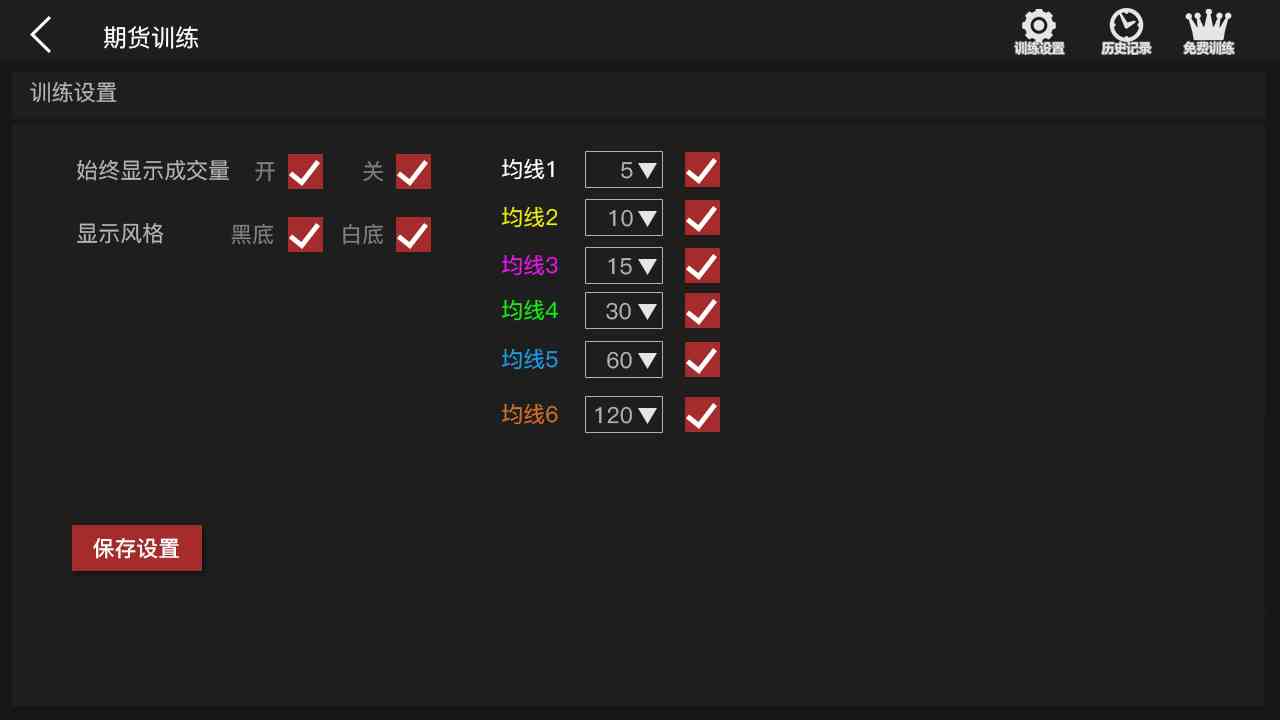 期货训练
训练设置
历史记录
免费训练
训练设置
始终显示成交量 开 关
显示风格 黑底 白底
均线1 5
均线2 10
均线3 15
均线4 30
均线5 60
均线6 120
保存设置